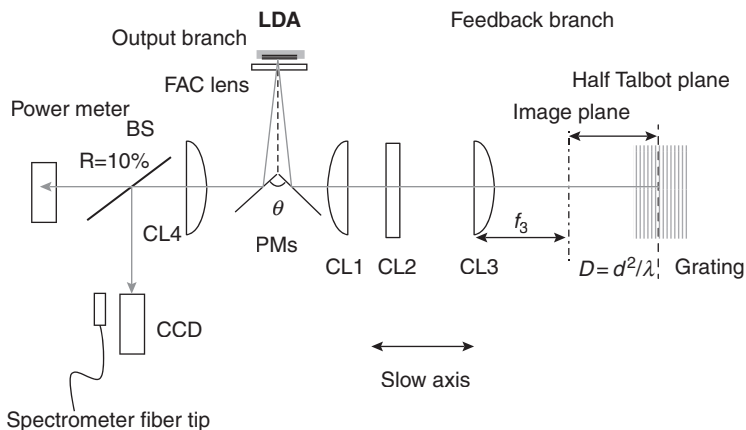 LDA
Output branch
Feedback branch
FAC lens
Half Talbot plane
Image plane
Power meter
BS
R=10%
θ
f3
CL4
PMs
CL1
CL2
CL3
D=d²/λ
Grating
CCD
Slow axis
Spectrometer fiber tip